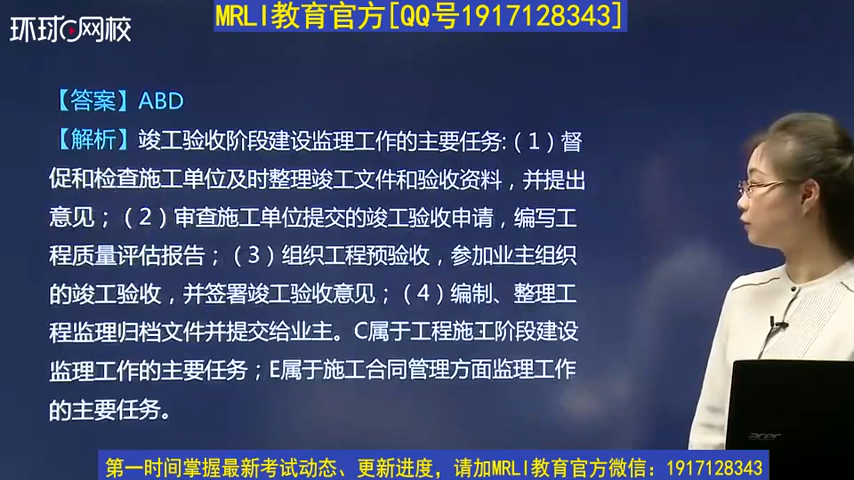 MRLI教育官方[QQ号1917128343]
环球网校
【答案】ABD
【解析】竣工验收阶段建设监理工作的主要任务:（1）督
促和检查施工单位及时整理竣工文件和验收资料，并提出
意见；（2）审查施工单位提交的竣工验收申请，编写工
程质量评估报告；（3）组织工程预验收，参加业主组织
的竣工验收，并签署竣工验收意见；（4）编制、整理工
程监理归档文件并提交给业主。C属于工程施工阶段建设
监理工作的主要任务；E属于施工合同管理方面监理工作
的主要任务。
acer
第一时间掌握最新考试动态、更新进度，请加MRLI教育官方微信：1917128343